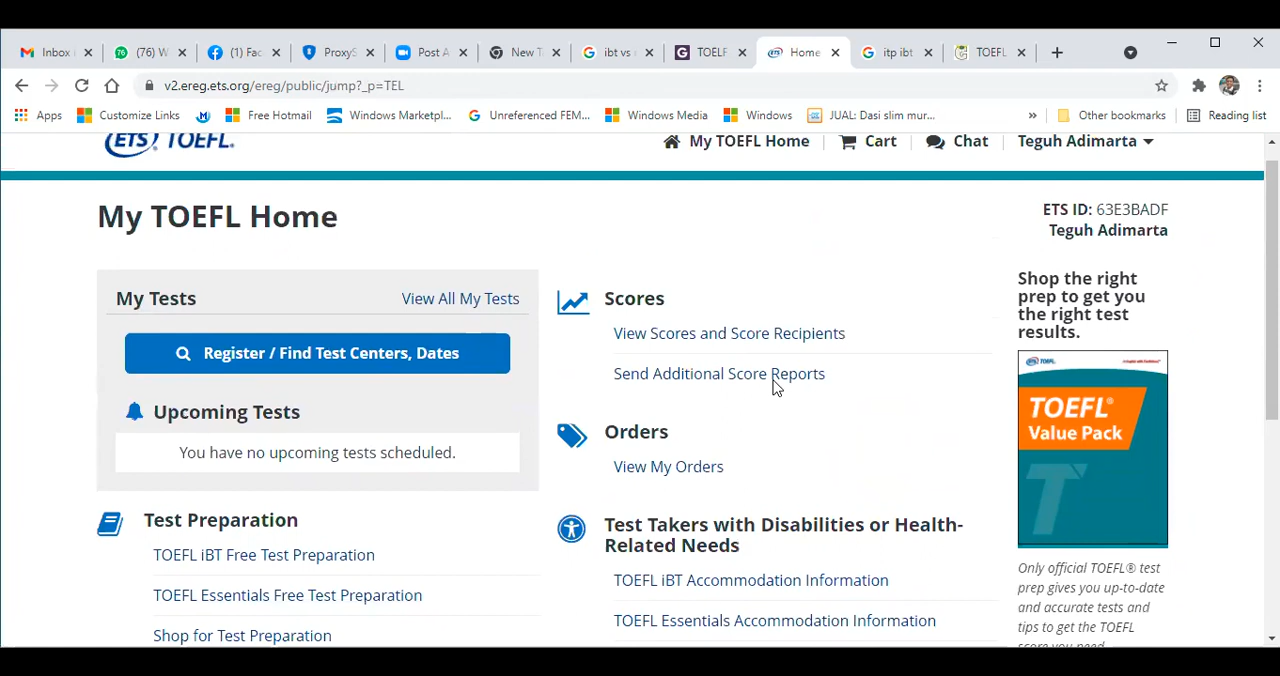 Inbox
(76) W
(1) Fac
ProxyS
Post A
New T
ibt vs
TOELF
Home
itp ibt
TOEFL
v2.ereg.ets.org/ereg/public/jump?_p=TEL
Apps
Customize Links
Free Hotmail
Windows Marketpl...
Unreferenced FEM...
Windows Media
Windows
JUAL: Dasi slim mur...
»
Other bookmarks
Reading list
ETS TOEFL
My TOEFL Home
Cart
Chat
Teguh Adimarta
My TOEFL Home
ETS ID: 63E3BADF
Teguh Adimarta
My Tests
View All My Tests
Register / Find Test Centers, Dates
Upcoming Tests
You have no upcoming tests scheduled.
Test Preparation
TOEFL iBT Free Test Preparation
TOEFL Essentials Free Test Preparation
Shop for Test Preparation
Scores
View Scores and Score Recipients
Send Additional Score Reports
Orders
View My Orders
Test Takers with Disabilities or Health-
Related Needs
TOEFL iBT Accommodation Information
TOEFL Essentials Accommodation Information
Shop the right
prep to get you
the right test
results.
TOEFL®
Value Pack
Only official TOEFL® test
prep gives you up-to-date
and accurate tests and
tips to get the TOEFL
score you need.